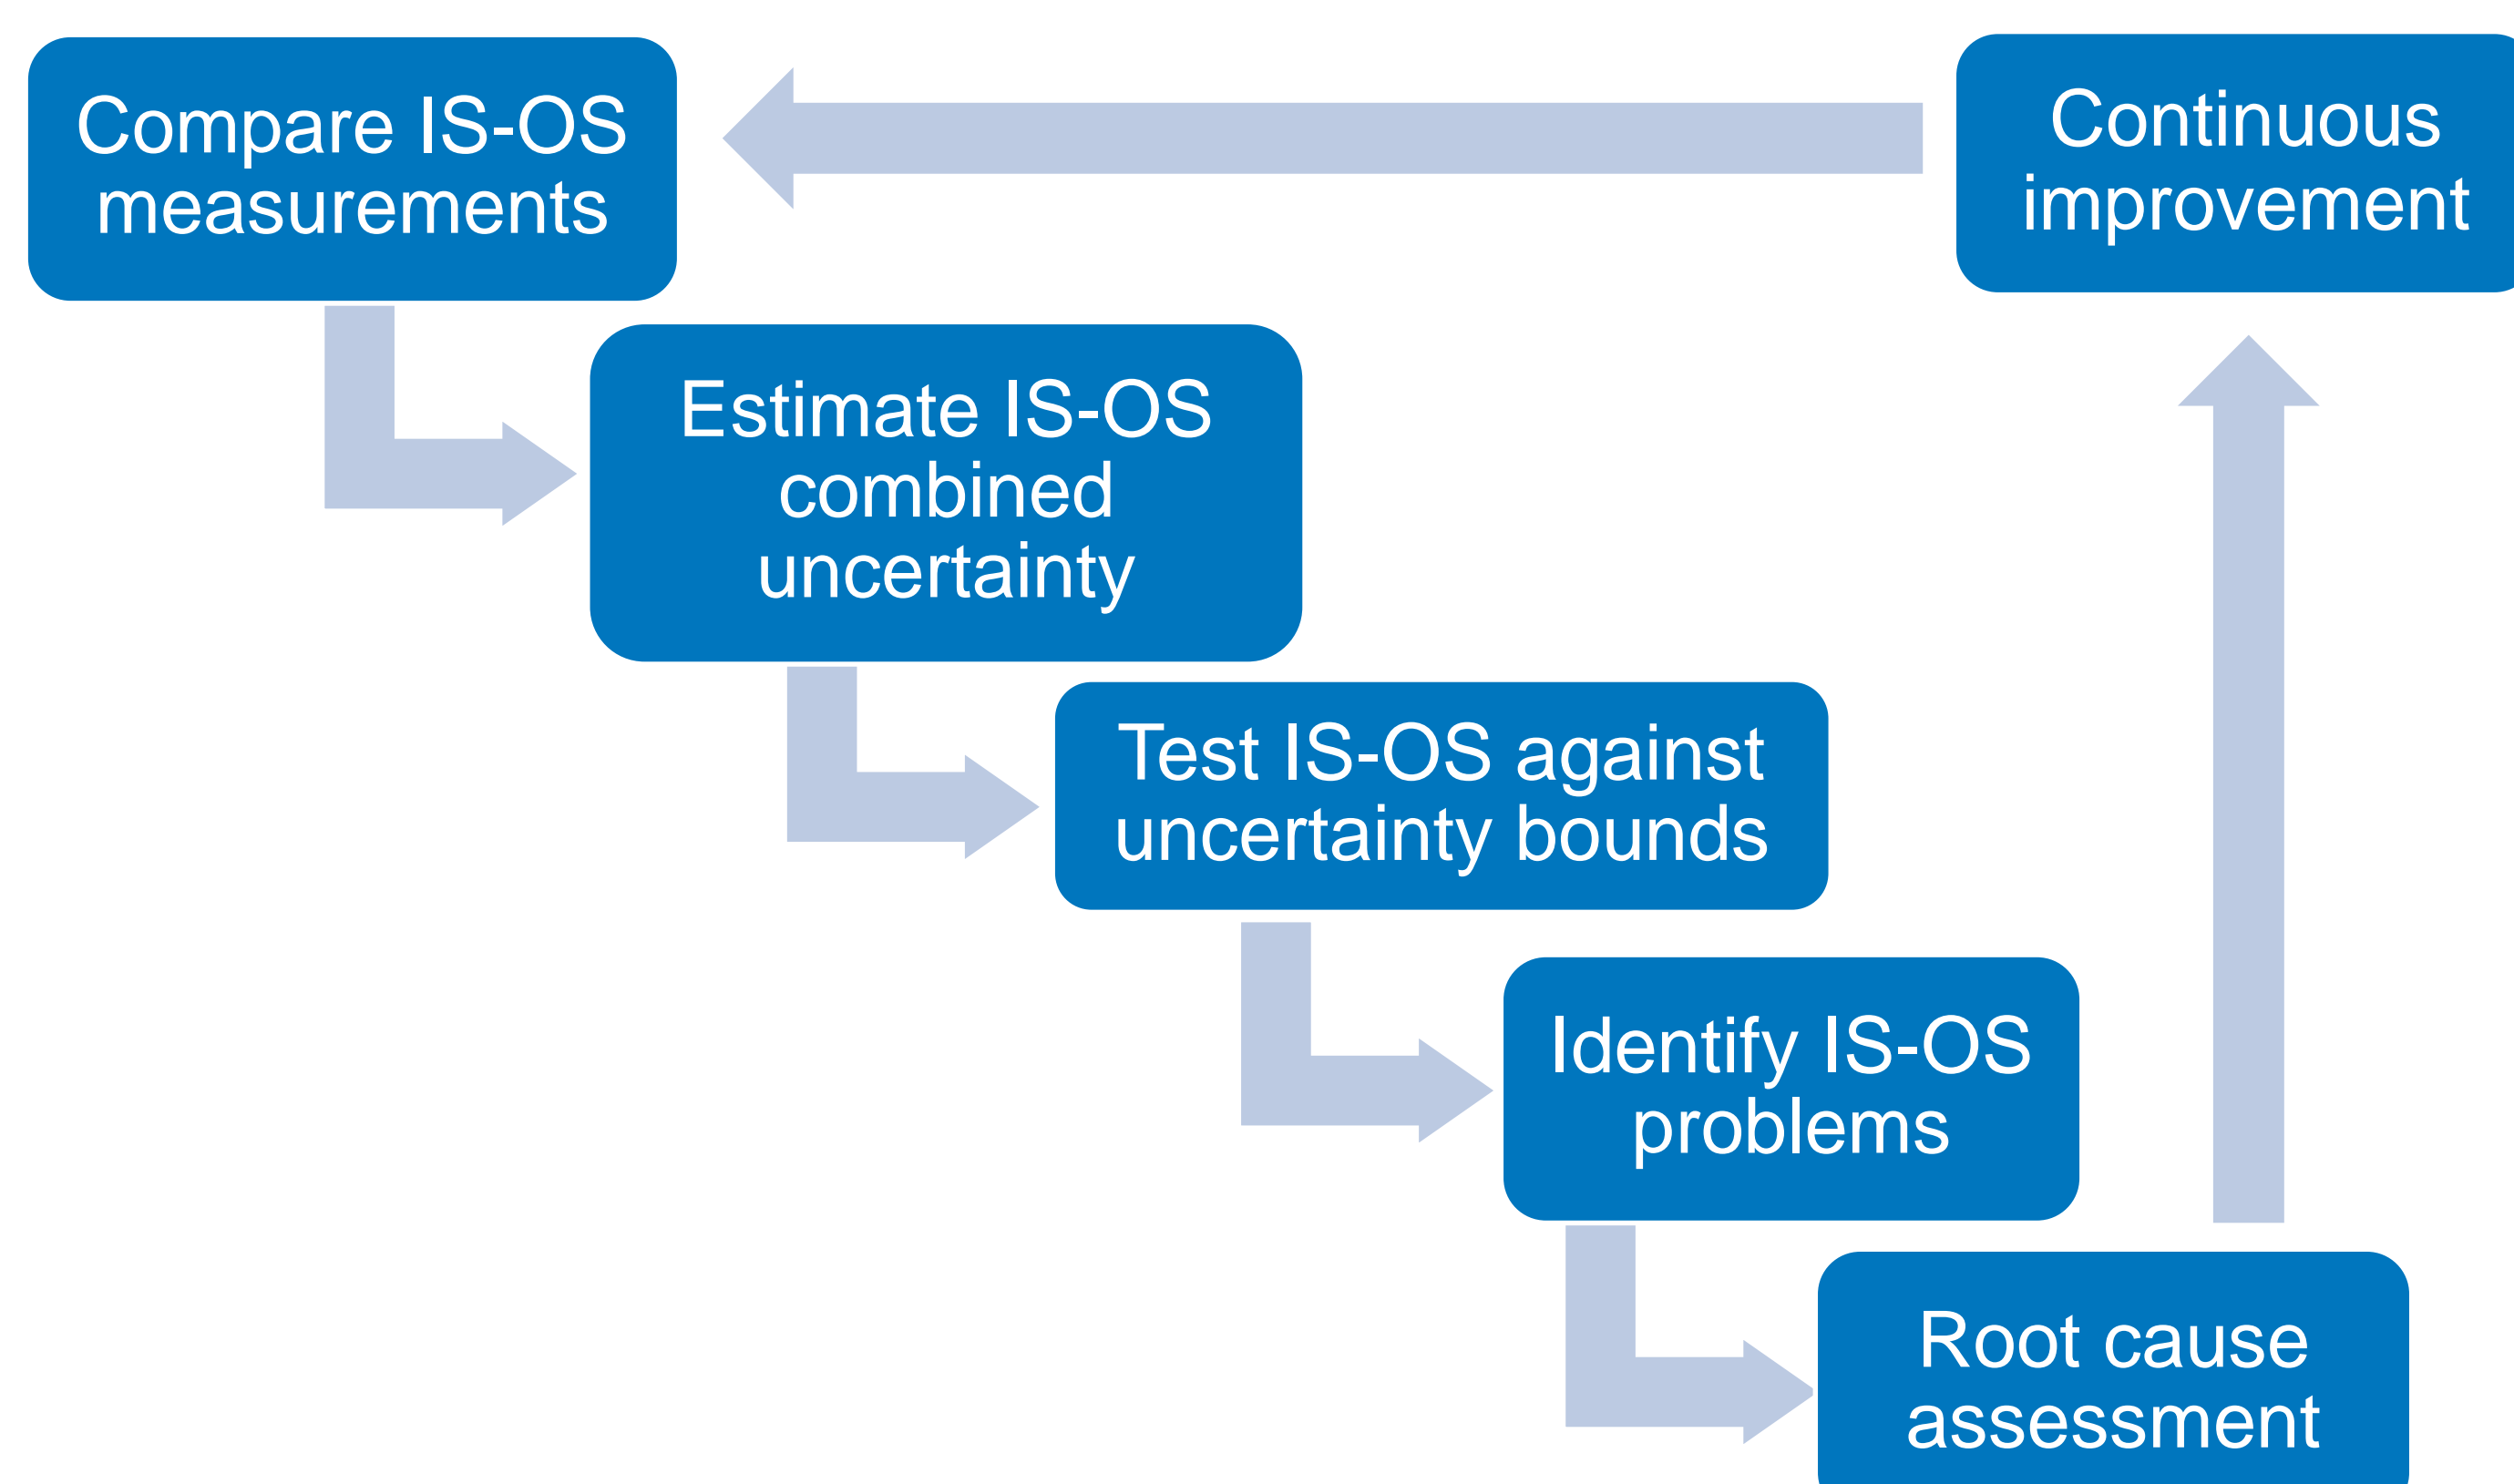 Compare IS-OS
measurements
Continuous
improvement
Estimate IS-OS
combined
uncertainty
Test IS-OS against
uncertainty bounds
Identify IS-OS
problems
Root cause
assessment